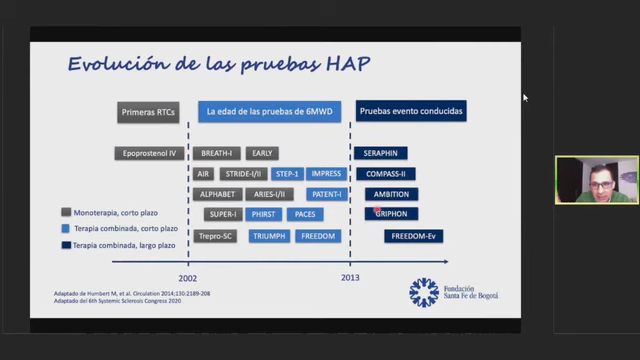 Evolución de las pruebas HAP
Primeras RTCs
La edad de las pruebas de 6MWD
Pruebas evento conducidas
Epoprostenol IV
BREATH-I
EARLY
SERAPHIN
AIR
STRIDE-I/II
STEP-1
IMPRESS
COMPASS-II
ALPHABET
ARIES-I/II
PATENT-I
AMBITION
SUPER-I
PHIRST
PACES
GRIPHON
Trepro-SC
TRIUMPH
FREEDOM
FREEDOM-Ev
Monoterapia, corto plazo
Terapia combinada, corto plazo
Terapia combinada, largo plazo
2002
2013
Adaptado de Humbert M, et al. Circulation 2014;130:2189-208
Adaptado del 6th Systemic Sclerosis Congress 2020
Fundación
Santa Fe de Bogotá